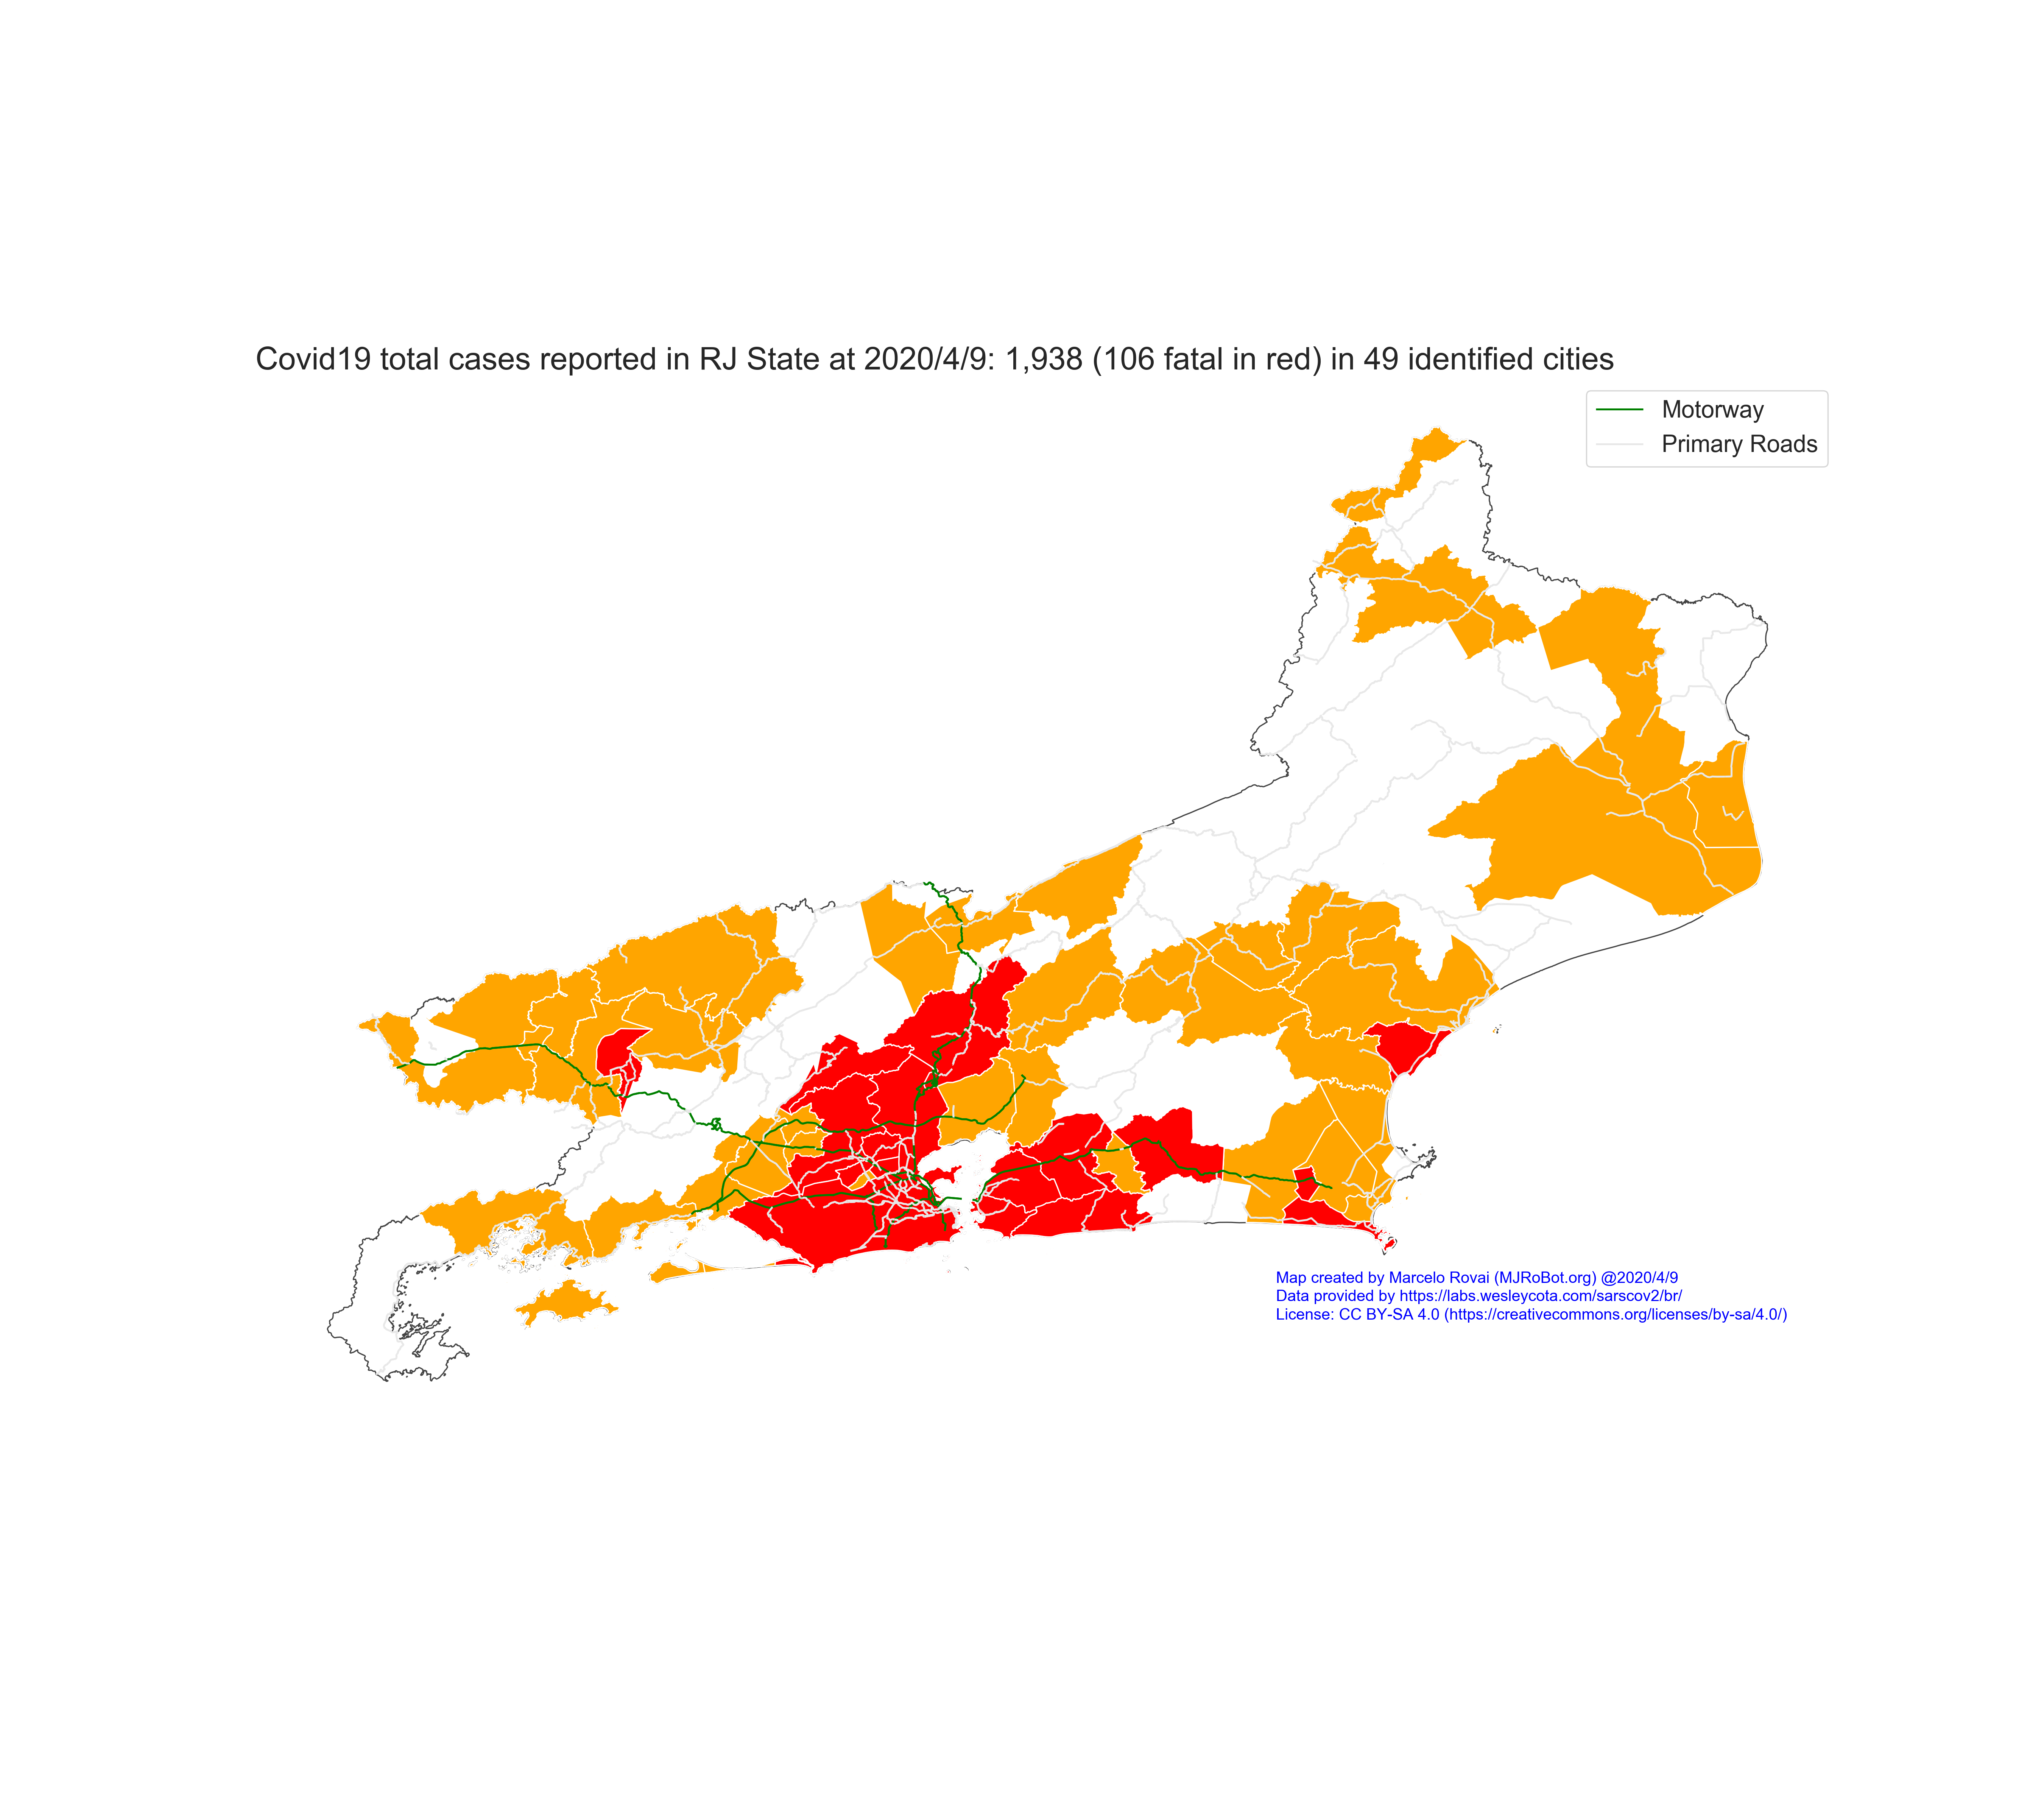 Covid19 total cases reported in RJ State at 2020/4/9: 1,938 (106 fatal in red) in 49 identified cities
Motorway
Primary Roads
Map created by Marcelo Rovai (MJRoBot.org) @2020/4/9
Data provided by https://labs.wesleycota.com/sarscov2/br/
License: CC BY-SA 4.0 (https://creativecommons.org/licenses/by-sa/4.0/)